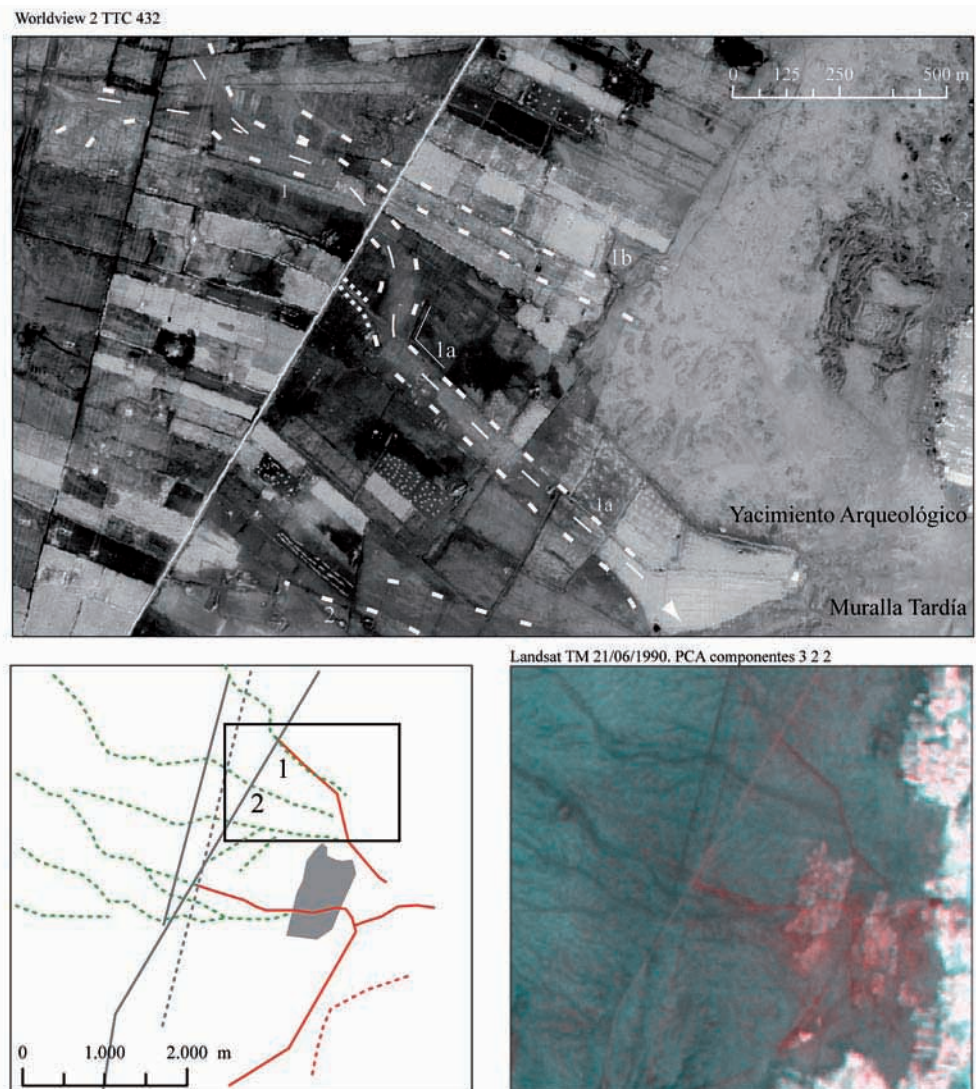 Worldview 2 TTC 432
0 125 250 500 m
1
1b
1a
1a
Yacimiento Arqueológico
2
Muralla Tardía
Landsat TM 21/06/1990. PCA componentes 3 2 2
1
2
0 1.000 2.000 m